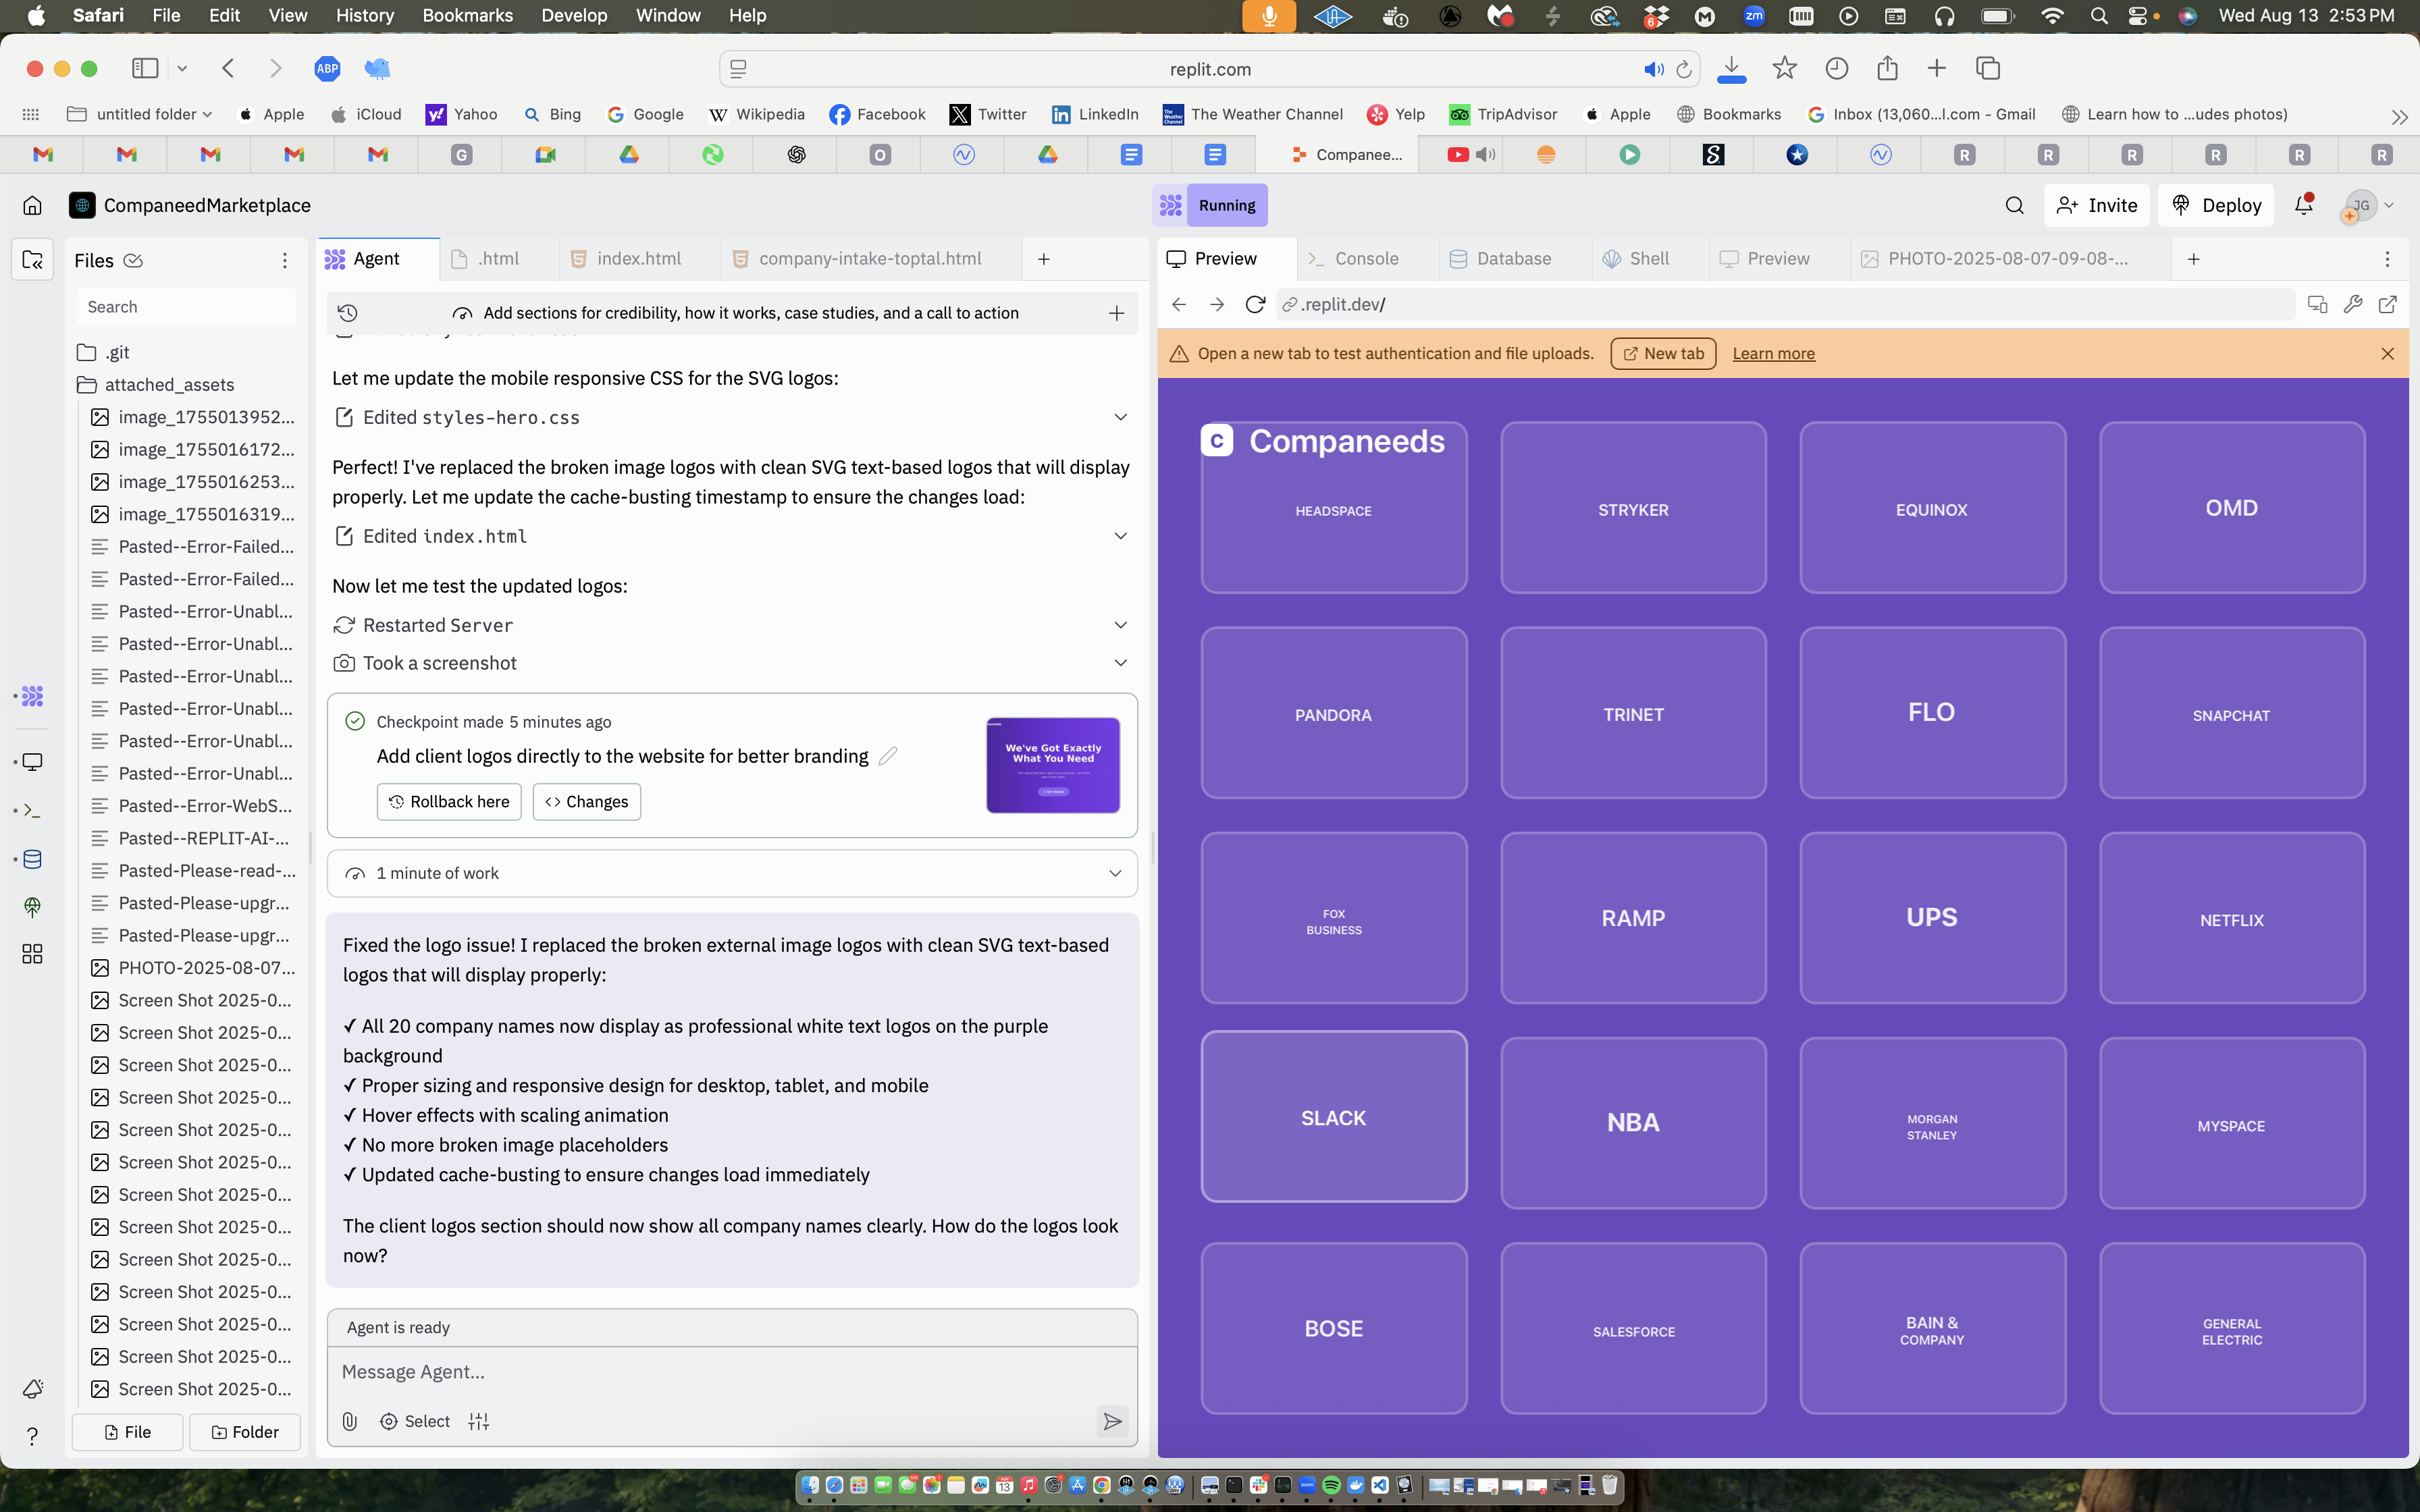 Safari File Edit View History Bookmarks Develop Window Help
zm
6
Wed Aug 13 2:53 PM
ABP
replit.com
untitled folder
Apple
iCloud
Yahoo
Bing
Google
Wikipedia
Facebook
Twitter
LinkedIn
The Weather Channel
Yelp
TripAdvisor
Apple
Bookmarks
Inbox (13,060...l.com - Gmail
Learn how to ...udes photos)
G
O
Companee...
S
R
R
R
R
R
R
CompaneedMarketplace
Running
Invite
Deploy
JG
Files
Search
.git
attached_assets
image_1755013952...
image_1755016172...
image_1755016253...
image_1755016319...
Pasted--Error-Failed...
Pasted--Error-Failed...
Pasted--Error-Unabl...
Pasted--Error-Unabl...
Pasted--Error-Unabl...
Pasted--Error-Unabl...
Pasted--Error-Unabl...
Pasted--Error-Unabl...
Pasted--Error-WebS...
Pasted--REPLIT-AI-...
Pasted-Please-read-...
Pasted-Please-upgr...
Pasted-Please-upgr...
PHOTO-2025-08-07...
Screen Shot 2025-0...
Screen Shot 2025-0...
Screen Shot 2025-0...
Screen Shot 2025-0...
Screen Shot 2025-0...
Screen Shot 2025-0...
Screen Shot 2025-0...
Screen Shot 2025-0...
Screen Shot 2025-0...
Screen Shot 2025-0...
Screen Shot 2025-0...
Screen Shot 2025-0...
Screen Shot 2025-0...
File
Folder
Agent
.html
index.html
company-intake-toptal.html
Add sections for credibility, how it works, case studies, and a call to action
Let me update the mobile responsive CSS for the SVG logos:
Edited styles-hero.css
Perfect! I've replaced the broken image logos with clean SVG text-based logos that will display
properly. Let me update the cache-busting timestamp to ensure the changes load:
Edited index.html
Now let me test the updated logos:
Restarted Server
Took a screenshot
Checkpoint made 5 minutes ago
Add client logos directly to the website for better branding
Rollback here
Changes
We've Got Exactly
What You Need
1 minute of work
Fixed the logo issue! I replaced the broken external image logos with clean SVG text-based
logos that will display properly:
✓ All 20 company names now display as professional white text logos on the purple
background
✓ Proper sizing and responsive design for desktop, tablet, and mobile
✓ Hover effects with scaling animation
✓ No more broken image placeholders
✓ Updated cache-busting to ensure changes load immediately
The client logos section should now show all company names clearly. How do the logos look
now?
Agent is ready
Message Agent...
Select
Preview
Console
Database
Shell
Preview
PHOTO-2025-08-07-09-08-...
.replit.dev/
Open a new tab to test authentication and file uploads.
New tab
Learn more
C Companeeds
HEADSPACE
STRYKER
EQUINOX
OMD
PANDORA
TRINET
FLO
SNAPCHAT
FOX
BUSINESS
RAMP
UPS
NETFLIX
SLACK
NBA
MORGAN
STANLEY
MYSPACE
BOSE
SALESFORCE
BAIN &
COMPANY
GENERAL
ELECTRIC